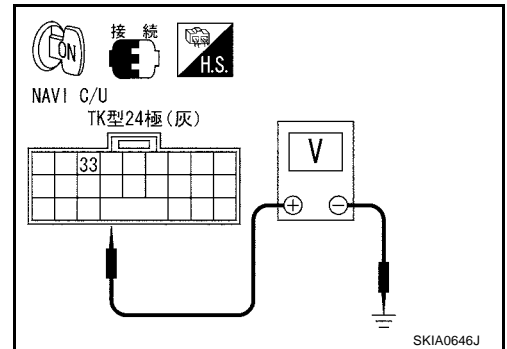 ON
接 続
H.S.
NAVI C/U
TK型24極(灰)
33
V
+ -
SKIA0646J